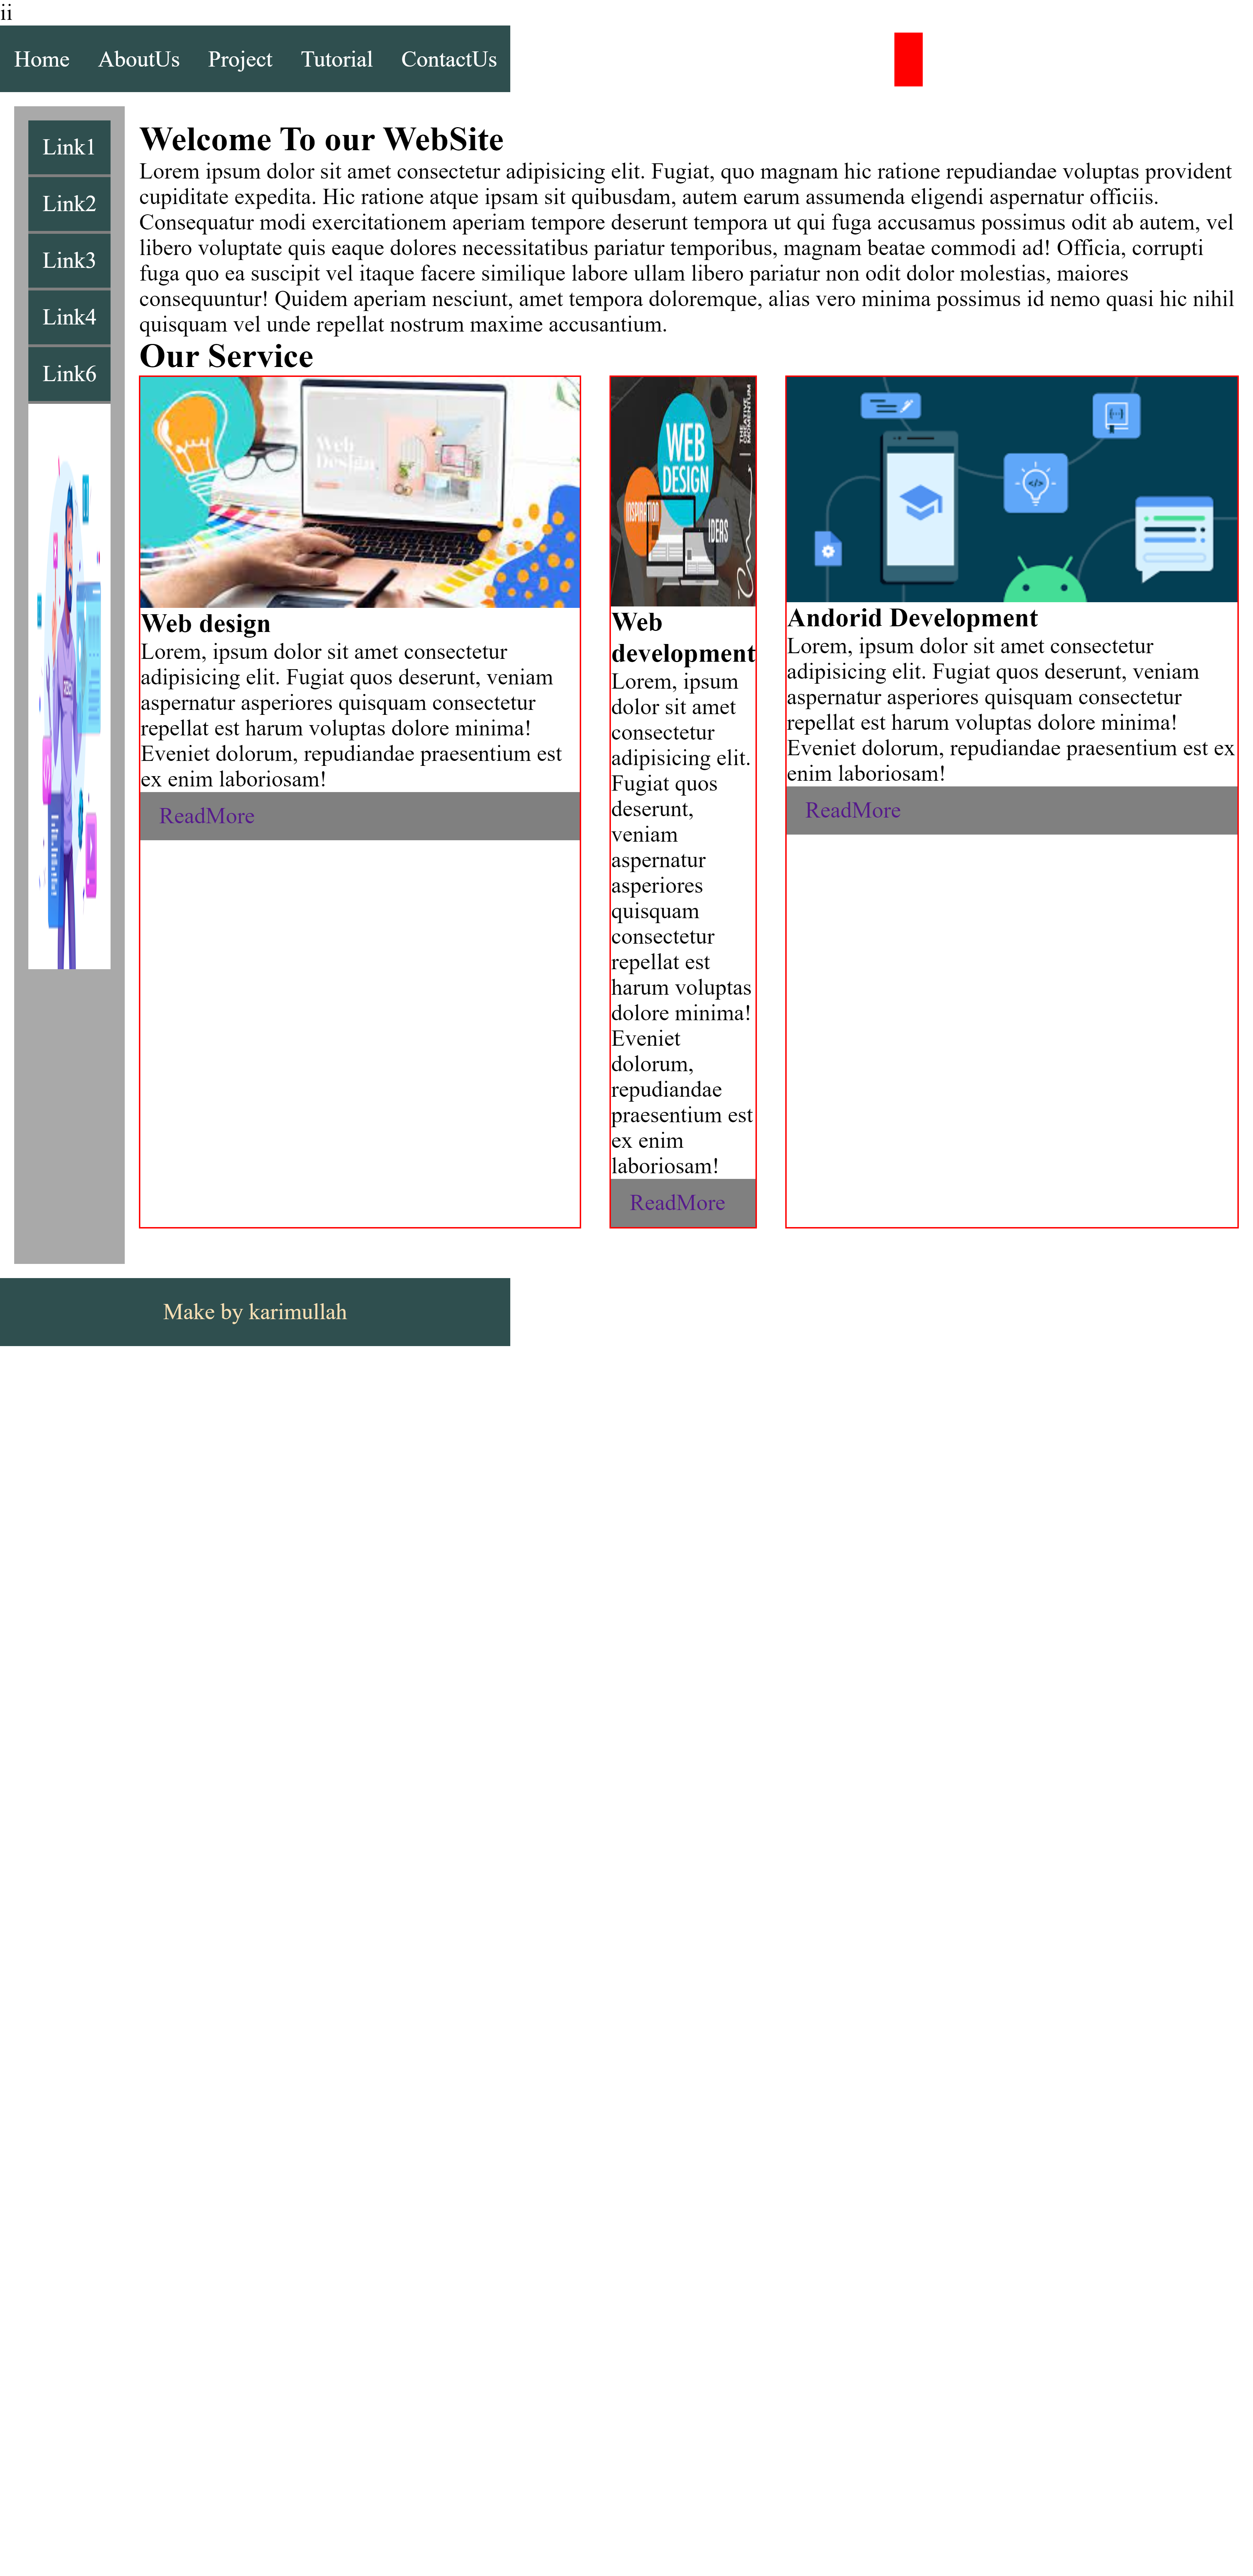 ii
Home AboutUs Project Tutorial ContactUs
Link1
Link2
Link3
Link4
Link6
Welcome To our WebSite
Lorem ipsum dolor sit amet consectetur adipisicing elit. Fugiat, quo magnam hic ratione repudiandae voluptas provident
cupiditate expedita. Hic ratione atque ipsam sit quibusdam, autem earum assumenda eligendi aspernatur officiis.
Consequatur modi exercitationem aperiam tempore deserunt tempora ut qui fuga accusamus possimus odit ab autem, vel
libero voluptate quis eaque dolores necessitatibus pariatur temporibus, magnam beatae commodi ad! Officia, corrupti
fuga quo ea suscipit vel itaque facere similique labore ullam libero pariatur non odit dolor molestias, maiores
consequuntur! Quidem aperiam nesciunt, amet tempora doloremque, alias vero minima possimus id nemo quasi hic nihil
quisquam vel unde repellat nostrum maxime accusantium.
Our Service
Web
Design
Web design
Lorem, ipsum dolor sit amet consectetur
adipisicing elit. Fugiat quos deserunt, veniam
aspernatur asperiores quisquam consectetur
repellat est harum voluptas dolore minima!
Eveniet dolorum, repudiandae praesentium est
ex enim laboriosam!
ReadMore
WEB
DESIGN
INSPIRATION
IDEAS
THE CREATIVE
MOMENTUM
Web
development
Lorem, ipsum
dolor sit amet
consectetur
adipisicing elit.
Fugiat quos
deserunt,
veniam
aspernatur
asperiores
quisquam
consectetur
repellat est
harum voluptas
dolore minima!
Eveniet
dolorum,
repudiandae
praesentium est
ex enim
laboriosam!
ReadMore
Andorid Development
Lorem, ipsum dolor sit amet consectetur
adipisicing elit. Fugiat quos deserunt, veniam
aspernatur asperiores quisquam consectetur
repellat est harum voluptas dolore minima!
Eveniet dolorum, repudiandae praesentium est ex
enim laboriosam!
ReadMore
Make by karimullah